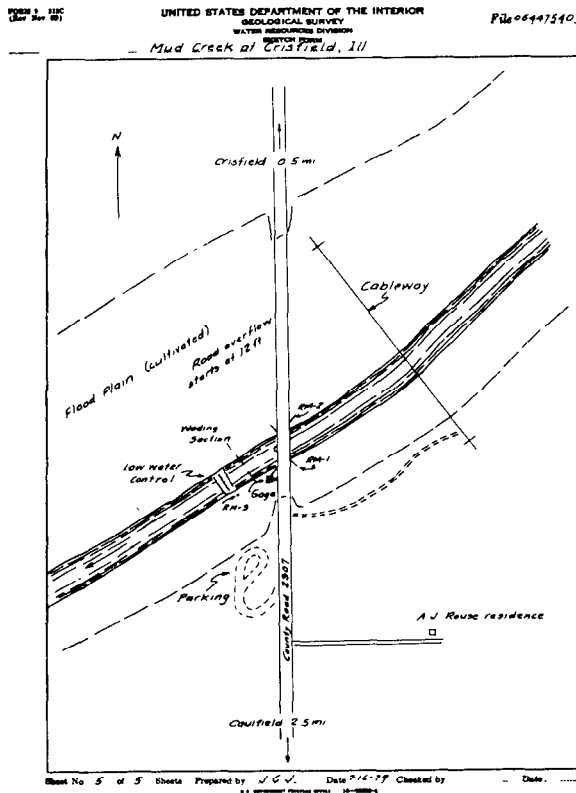 UNITED STATES DEPARTMENT OF THE INTERIOR
GEOLOGICAL SURVEY
WATER RESOURCES DIVISION
SKETCH FORM
File 06447540
Mud Creek at Crisfield, Ill
N
Crisfield 0.5 mi
Cableway
Flood Plain (cultivated)
Road overflow
starts at 12 ft
RM-2
Wading
Section
RM-1
Low water
Control
Gage
RM-3
Parking
County Road 2907
A J Rouse residence
Caulfield 2.5 mi
Sheet No 5 of 5 Sheets Prepared by J G J. Date Checked by Date